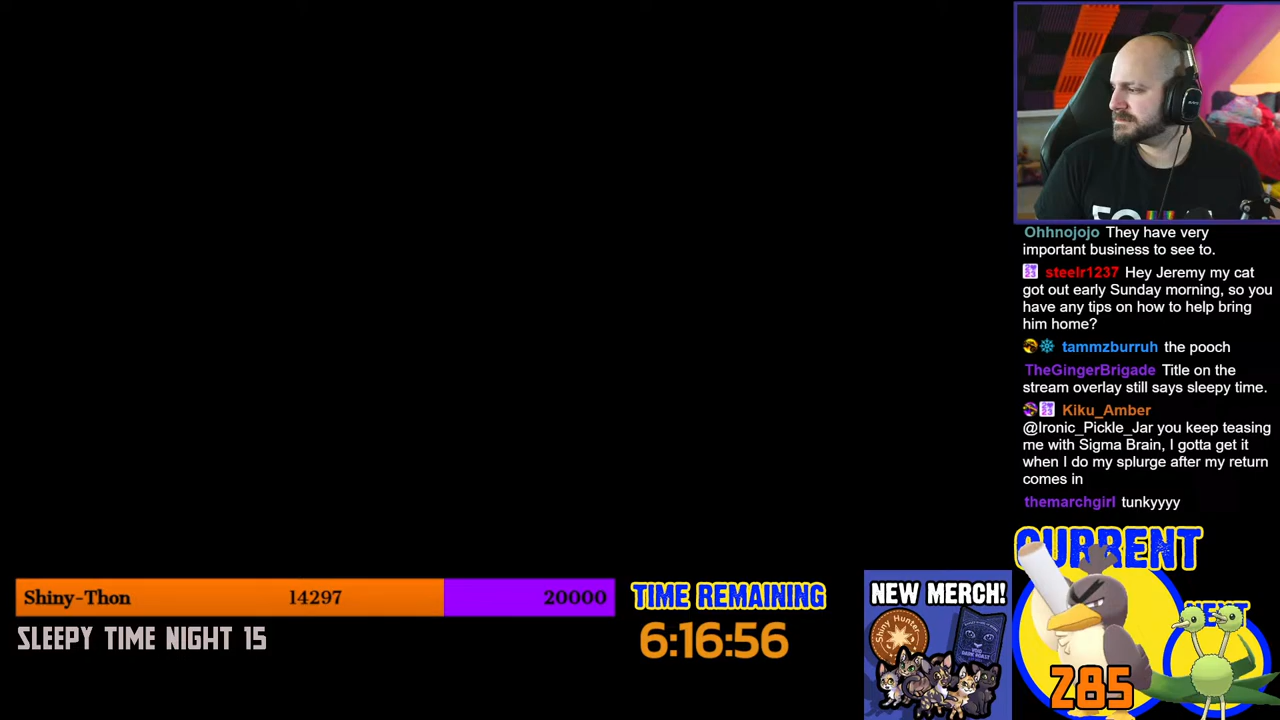 Ohhnojojo They have very
important business to see to.
steelr1237 Hey Jeremy my cat
got out early Sunday morning, so you
have any tips on how to help bring
him home?
tammzburruh the pooch
TheGingerBrigade Title on the
stream overlay still says sleepy time.
Kiku_Amber
@Ironic_Pickle_Jar you keep teasing
me with Sigma Brain, I gotta get it
when I do my splurge after my return
comes in
themarchgirl tunkyyyy
CURRENT
NEXT
285
Shiny-Thon 14297 20000
SLEEPY TIME NIGHT 15
TIME REMAINING
6:16:56
NEW MERCH!
Shiny Hunter